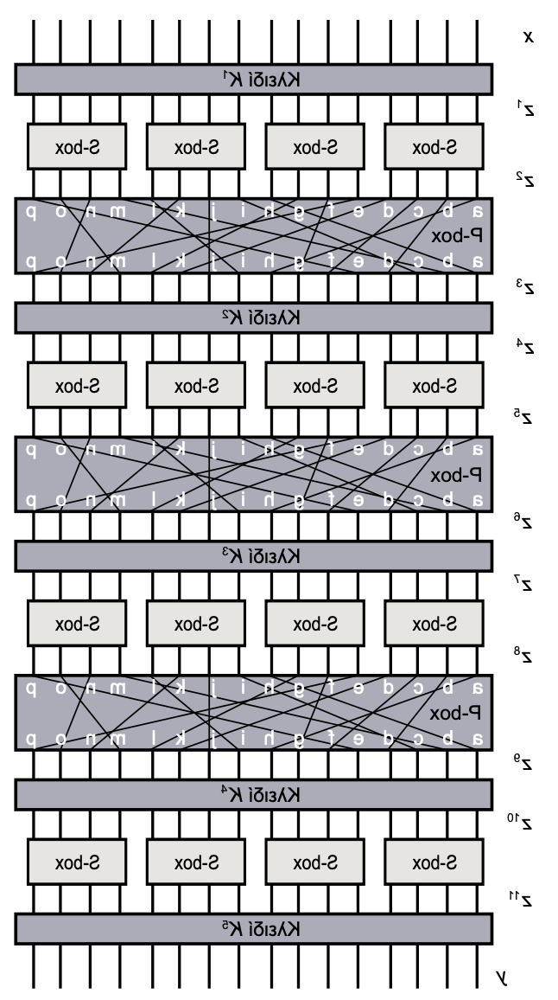 x
Κλειδί K¹
z¹
S-box S-box S-box S-box
z²
a b c d e f g h i j k l m n o p
P-box
a b c d e f g h i j k l m n o p
z³
Κλειδί K²
z⁴
S-box S-box S-box S-box
z⁵
a b c d e f g h i j k l m n o p
P-box
a b c d e f g h i j k l m n o p
z⁶
Κλειδί K³
z⁷
S-box S-box S-box S-box
z⁸
a b c d e f g h i j k l m n o p
P-box
a b c d e f g h i j k l m n o p
z⁹
Κλειδί K⁴
z¹⁰
S-box S-box S-box S-box
z¹¹
Κλειδί K⁵
y